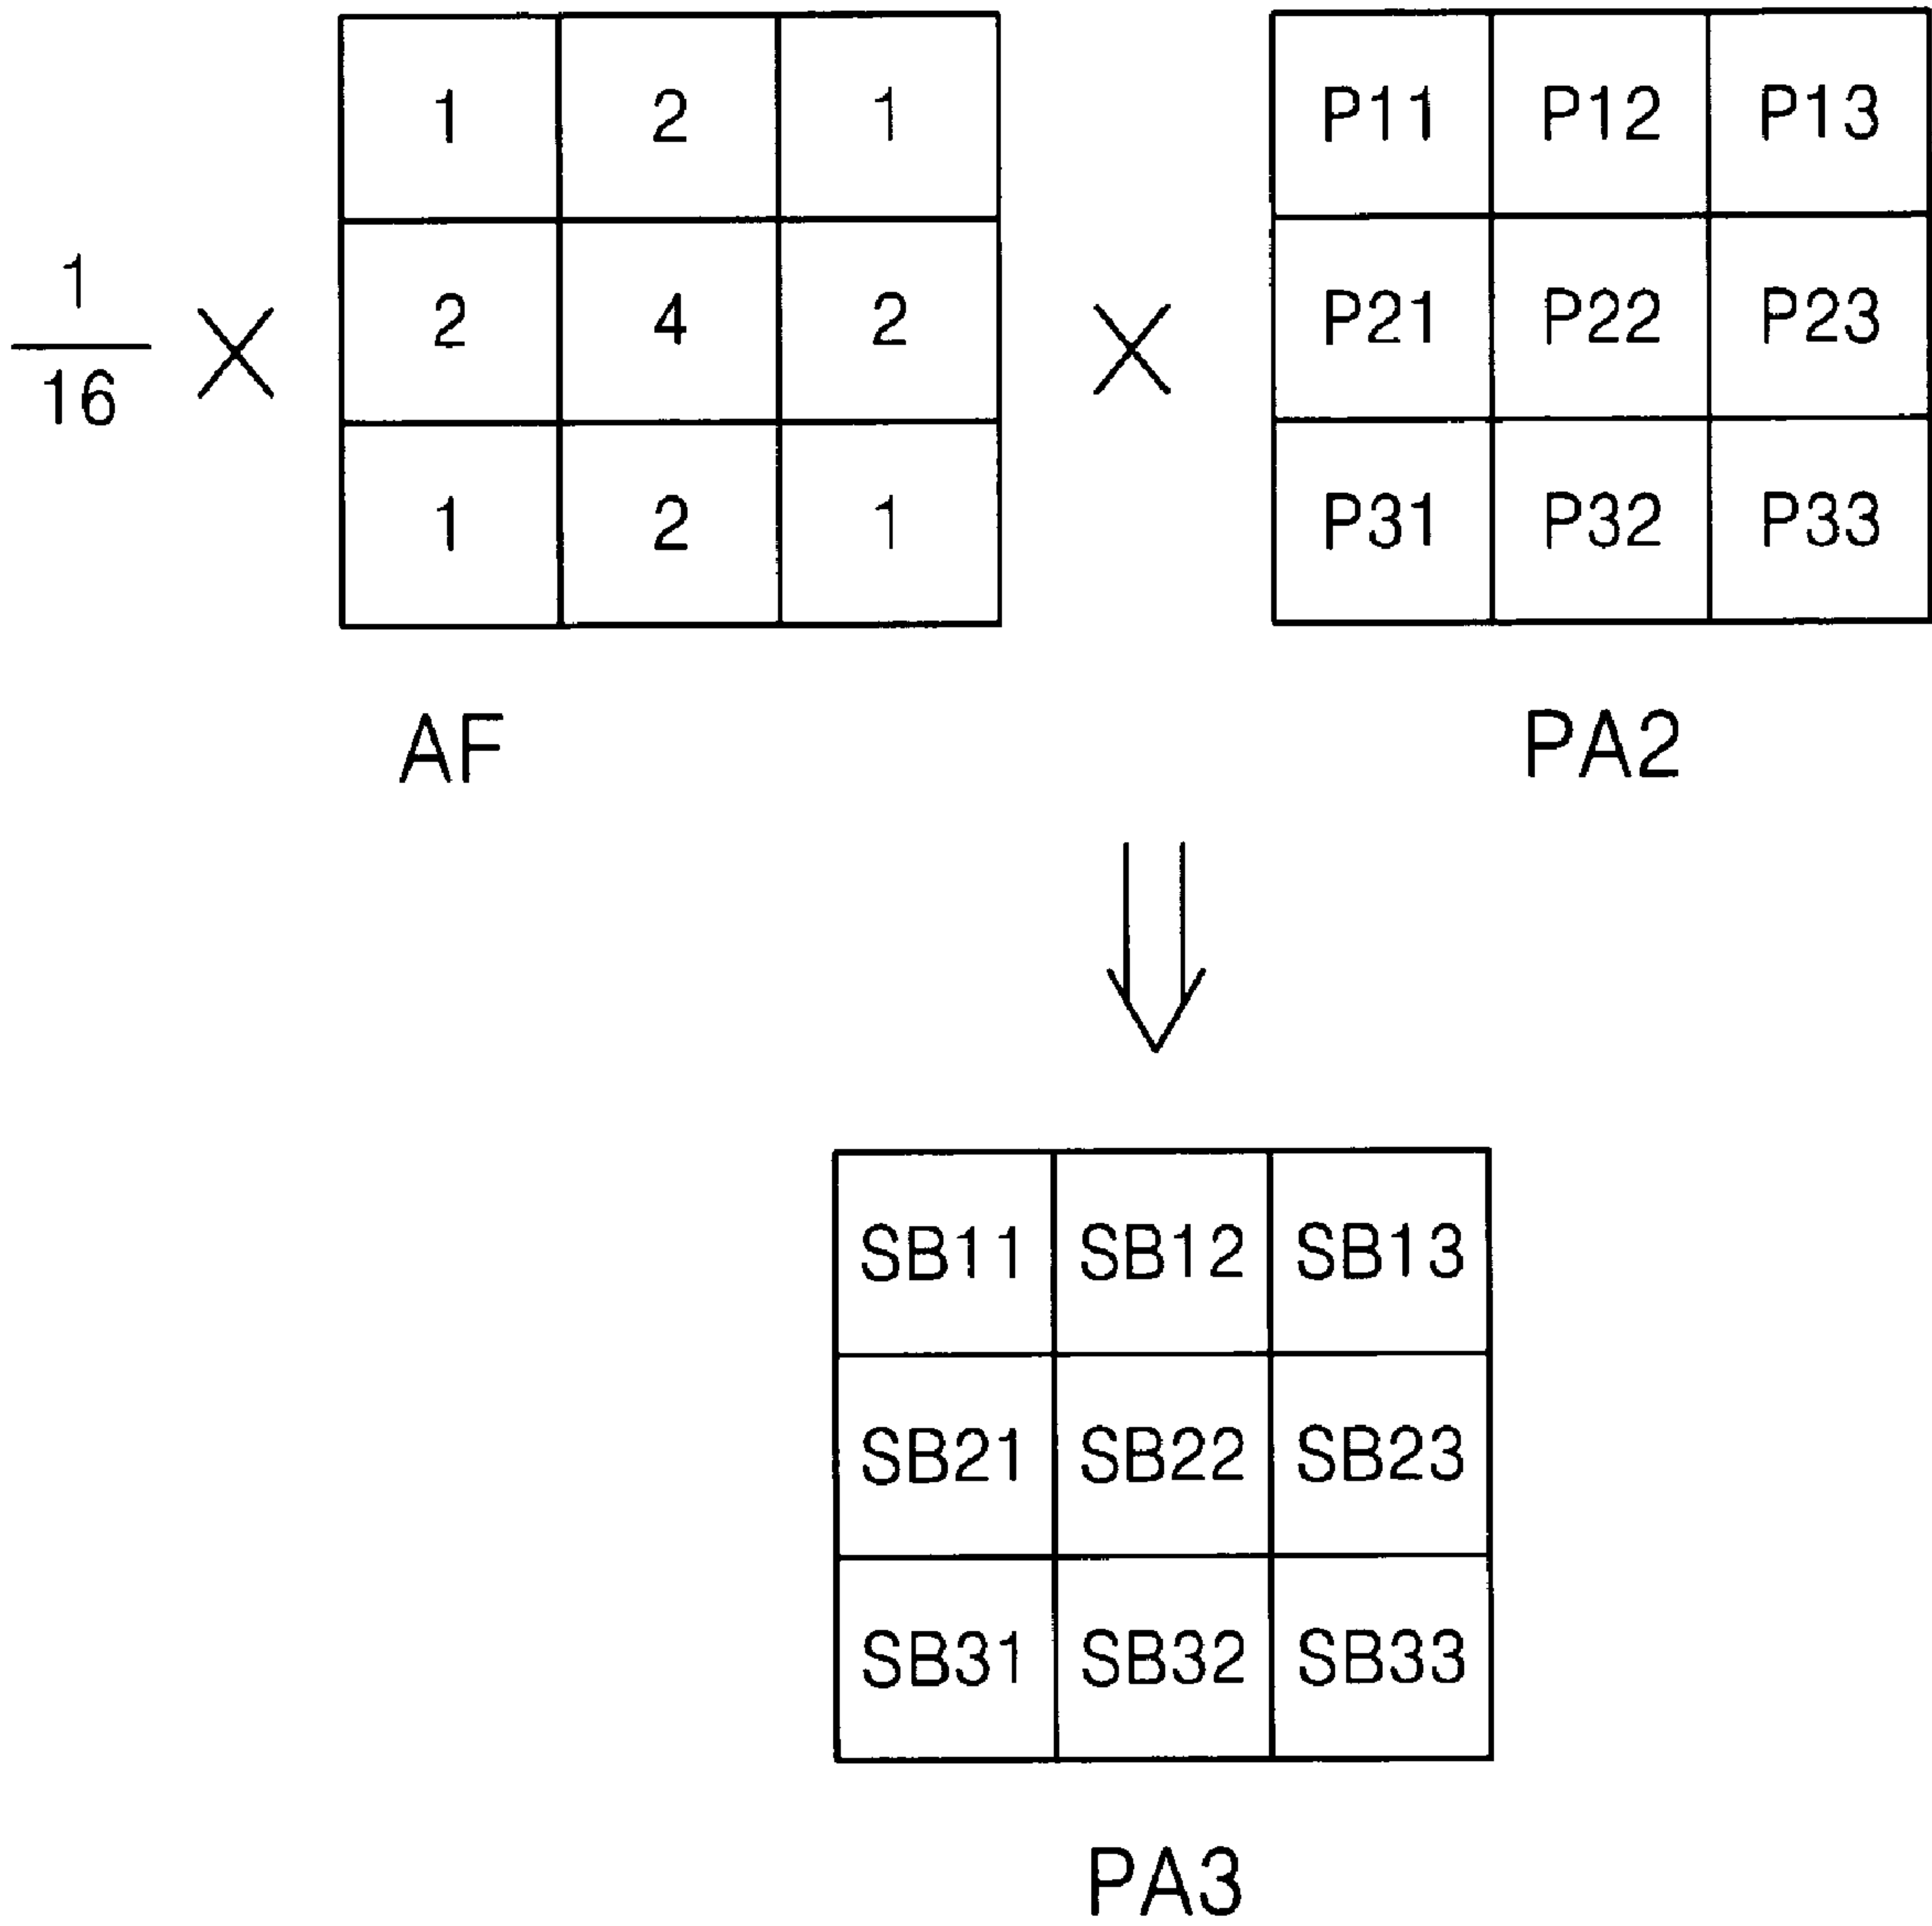 1 2 1 P11 P12 P13
1
16
2 4 2 P21 P22 P23
1 2 1 P31 P32 P33
AF PA2
SB11 SB12 SB13
SB21 SB22 SB23
SB31 SB32 SB33
PA3